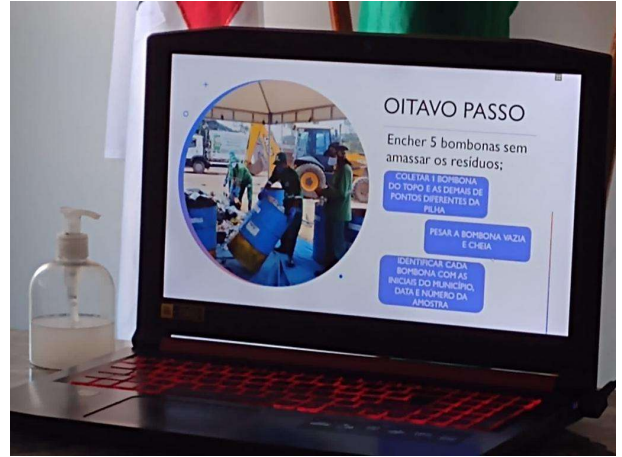 OITAVO PASSO
Encher 5 bombonas sem
amassar os resíduos;
COLETAR 1 BOMBONA
DO TOPO E AS DEMAIS DE
PONTOS DIFERENTES DA
PILHA
PESAR A BOMBONA VAZIA
E CHEIA
IDENTIFICAR CADA
BOMBONA COM AS
INICIAIS DO MUNICÍPIO,
DATA E NÚMERO DA
AMOSTRA